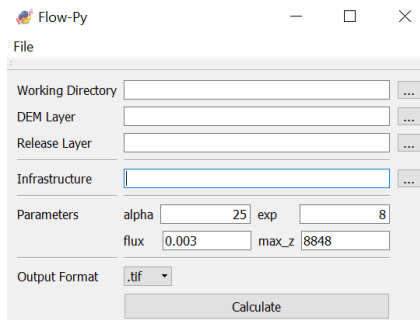 Flow-Py
File
Working Directory ...
DEM Layer ...
Release Layer ...
Infrastructure ...
Parameters alpha 25 exp 8
flux 0.003 max_z 8848
Output Format .tif
Calculate